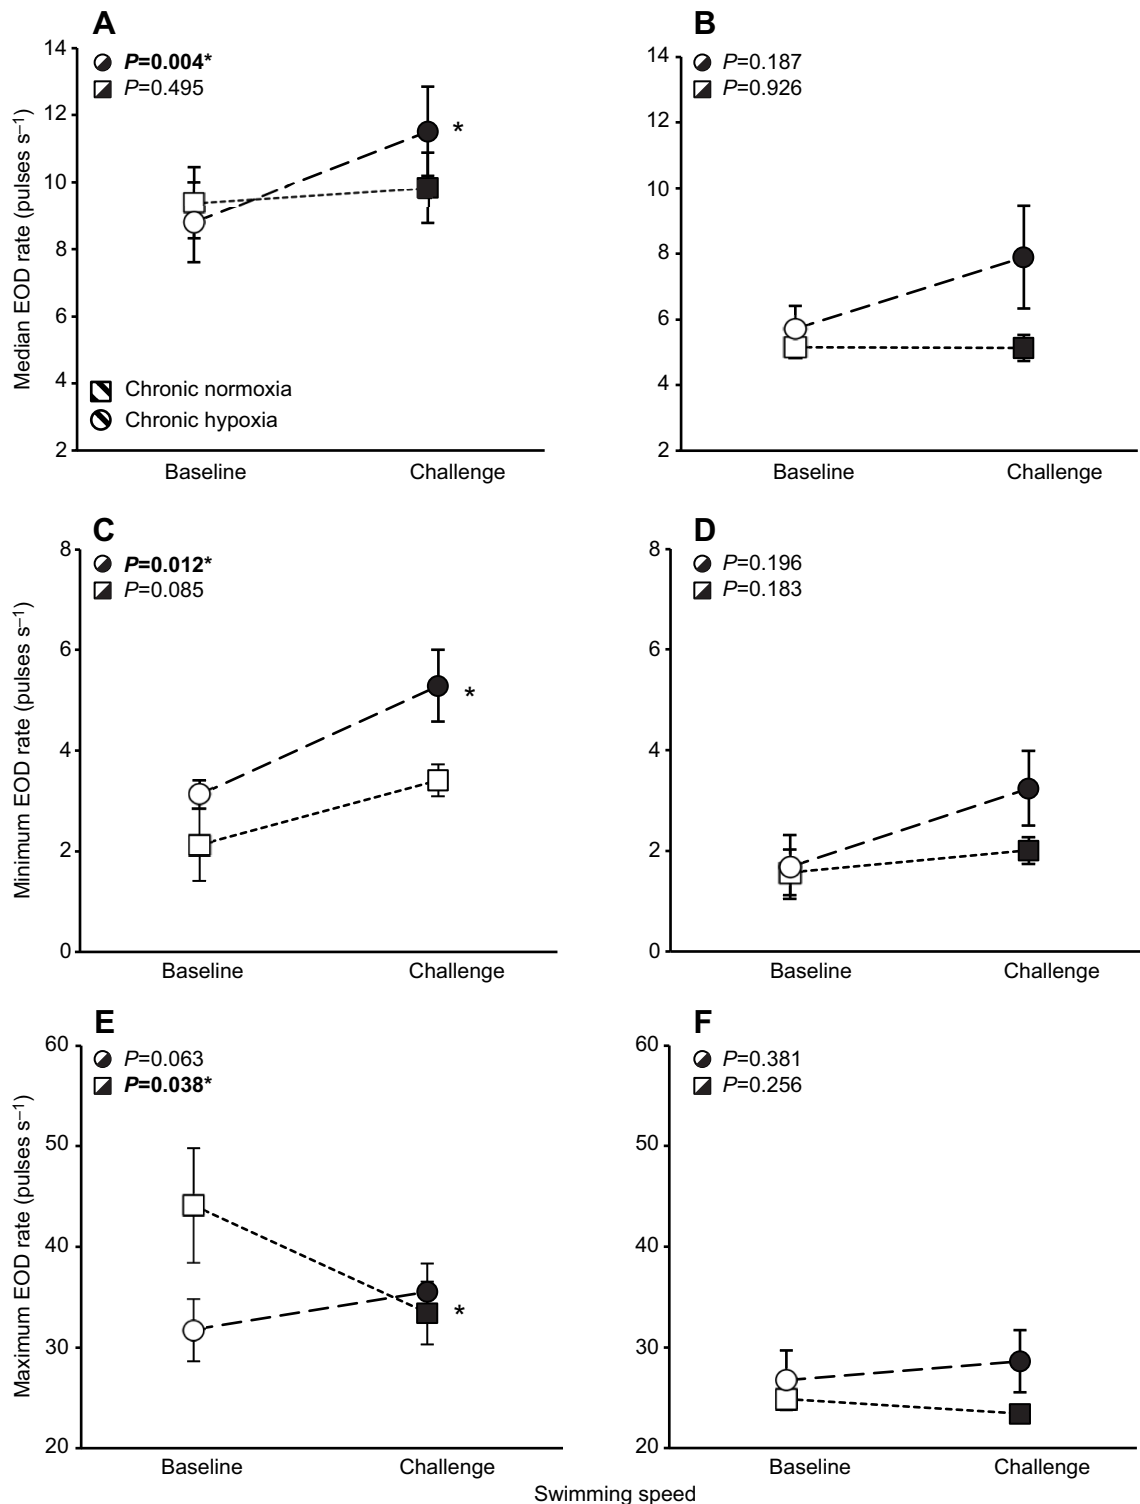 A
P=0.004*
P=0.495
14
12
10
8
6
4
2
Median EOD rate (pulses s⁻¹)
Chronic normoxia
Chronic hypoxia
Baseline
Challenge
B
P=0.187
P=0.926
14
12
10
8
6
4
2
*
Baseline
Challenge
C
P=0.012*
P=0.085
8
6
4
2
0
Minimum EOD rate (pulses s⁻¹)
*
Baseline
Challenge
D
P=0.196
P=0.183
8
6
4
2
0
Baseline
Challenge
E
P=0.063
P=0.038*
60
50
40
30
20
Maximum EOD rate (pulses s⁻¹)
*
Baseline
Challenge
F
P=0.381
P=0.256
60
50
40
30
20
Baseline
Challenge
Swimming speed